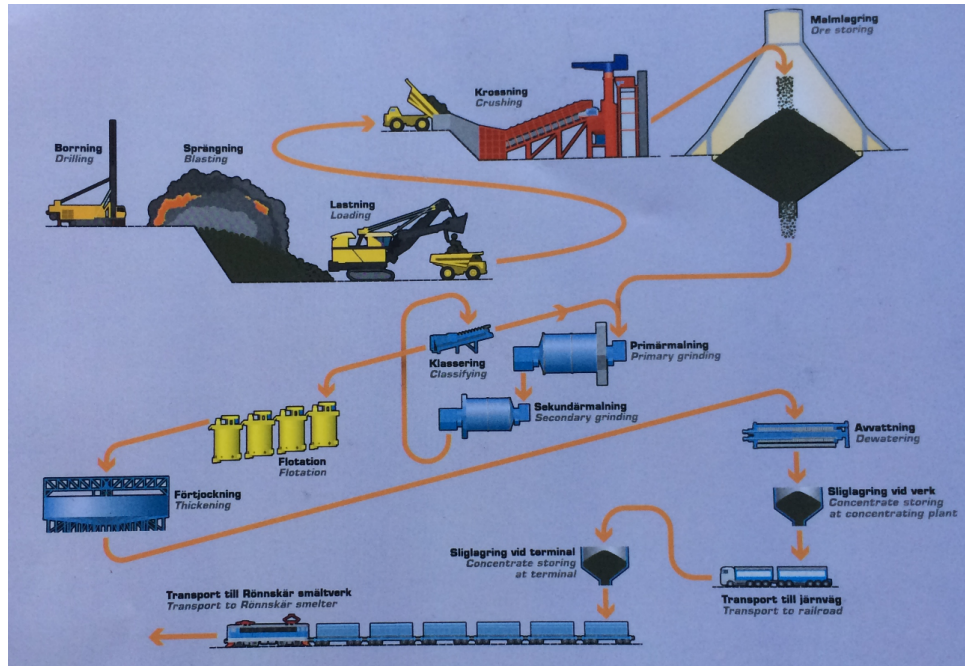 Borrning
Drilling
Sprängning
Blasting
Lastning
Loading
Krossning
Crushing
Malmlagring
Ore storing
Primärmalning
Primary grinding
Sekundärmalning
Secondary grinding
Klassering
Classifying
Flotation
Flotation
Förtjockning
Thickening
Avvattning
Dewatering
Sliglagring vid verk
Concentrate storing
at concentrating plant
Transport till järnväg
Transport to railroad
Sliglagring vid terminal
Concentrate storing
at terminal
Transport till Rönnskär smältverk
Transport to Rönnskär smelter